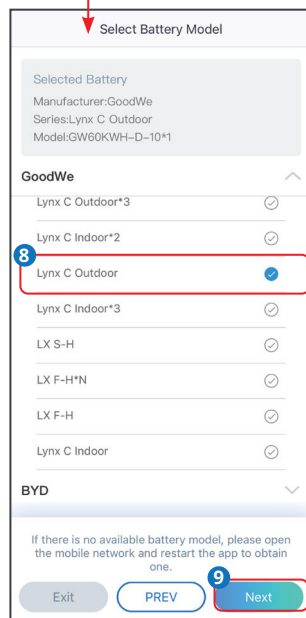 Select Battery Model
Selected Battery
Manufacturer:GoodWe
Series:Lynx C Outdoor
Model:GW60KWH-D-10*1
GoodWe
Lynx C Outdoor*3
Lynx C Indoor*2
8
Lynx C Outdoor
Lynx C Indoor*3
LX S-H
LX F-H*N
LX F-H
Lynx C Indoor
BYD
If there is no available battery model, please open
the mobile network and restart the app to obtain
one.
9
Exit
PREV
Next